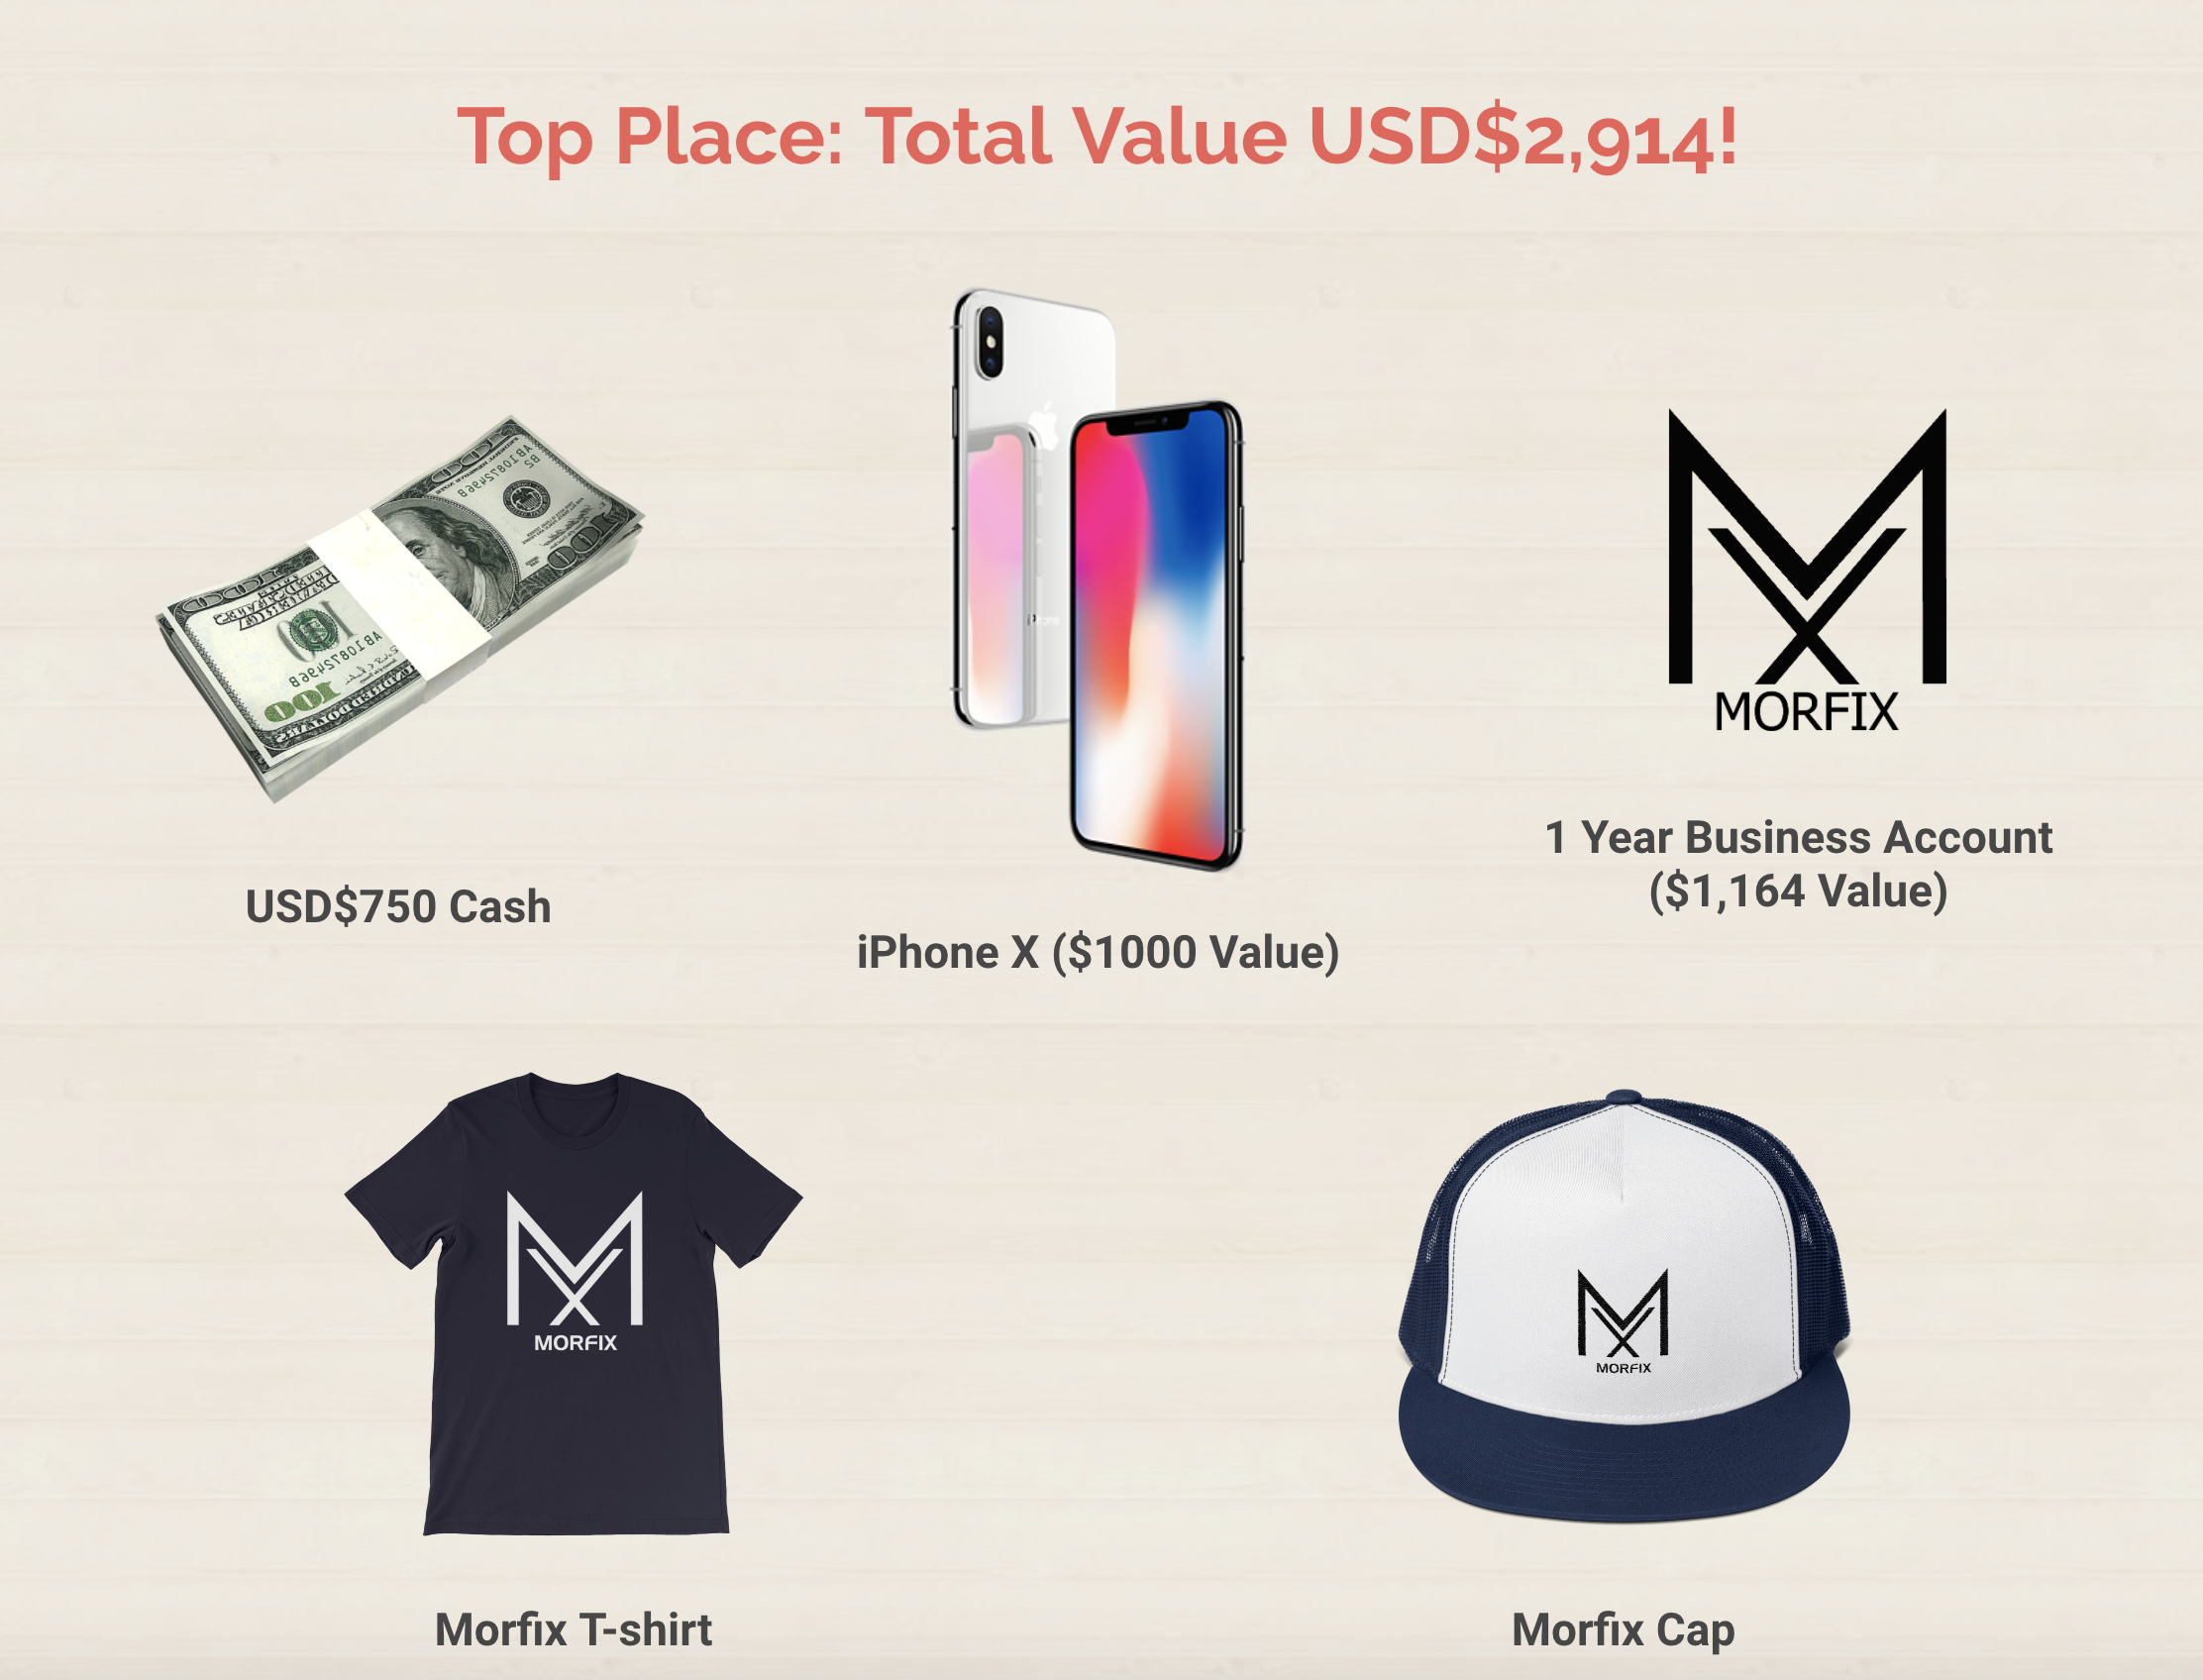 Top Place: Total Value USD$2,914!
MORFIX
USD$750 Cash
iPhone X ($1000 Value)
1 Year Business Account
($1,164 Value)
MORFIX
MORFIX
Morfix T-shirt
Morfix Cap